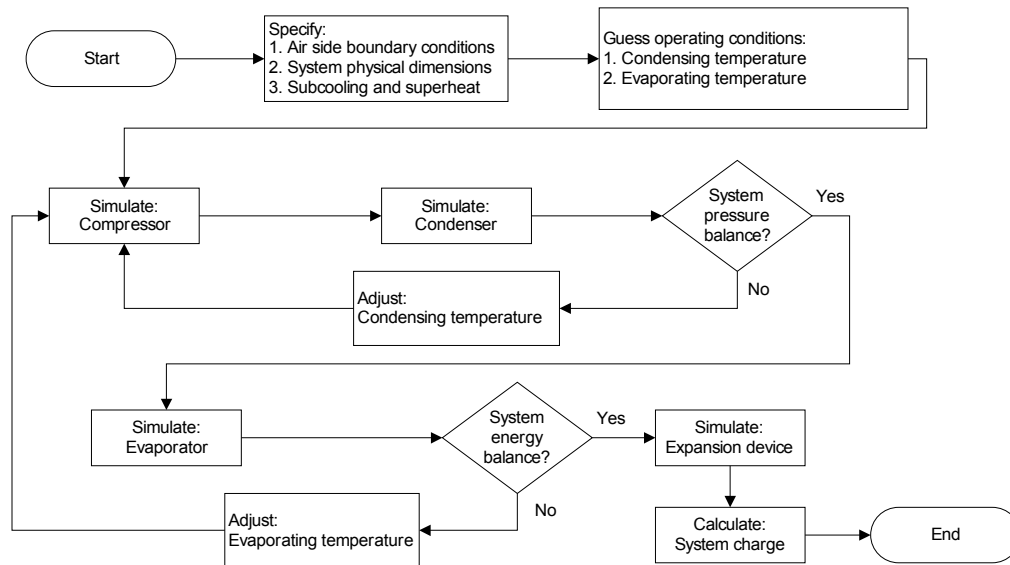 Start
Specify:
1. Air side boundary conditions
2. System physical dimensions
3. Subcooling and superheat
Guess operating conditions:
1. Condensing temperature
2. Evaporating temperature
Simulate:
Compressor
Simulate:
Condenser
System
pressure
balance?
Yes
No
Adjust:
Condensing temperature
Simulate:
Evaporator
System
energy
balance?
Yes
Simulate:
Expansion device
No
Adjust:
Evaporating temperature
Calculate:
System charge
End